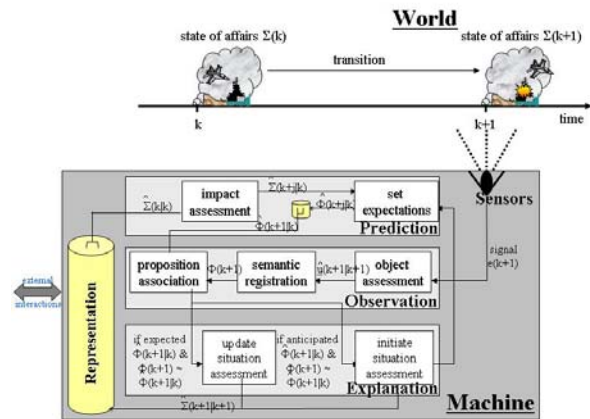 World
state of affairs Σ(k)
state of affairs Σ(k+1)
transition
k
k+1
time
Sensors
Σ̂(k|k)
impact
assessment
Σ̂(k+j|k)
Φ̂(k+j|k)
set
expectations
Φ̂(k+1|k)
Prediction
signal
e(k+1)
proposition
association
Φ(k+1)
semantic
registration
û(k+1|k+1)
object
assessment
Observation
external
interactions
Representation
if expected
Φ(k+1|k) &
Φ(k+1) ~
Φ(k+1|k)
update
situation
assessment
if anticipated
Φ(k+1|k) &
Φ(k+1) ~
Φ(k+1|k)
initiate
situation
assessment
Explanation
Σ̂(k+1|k+1)
Machine